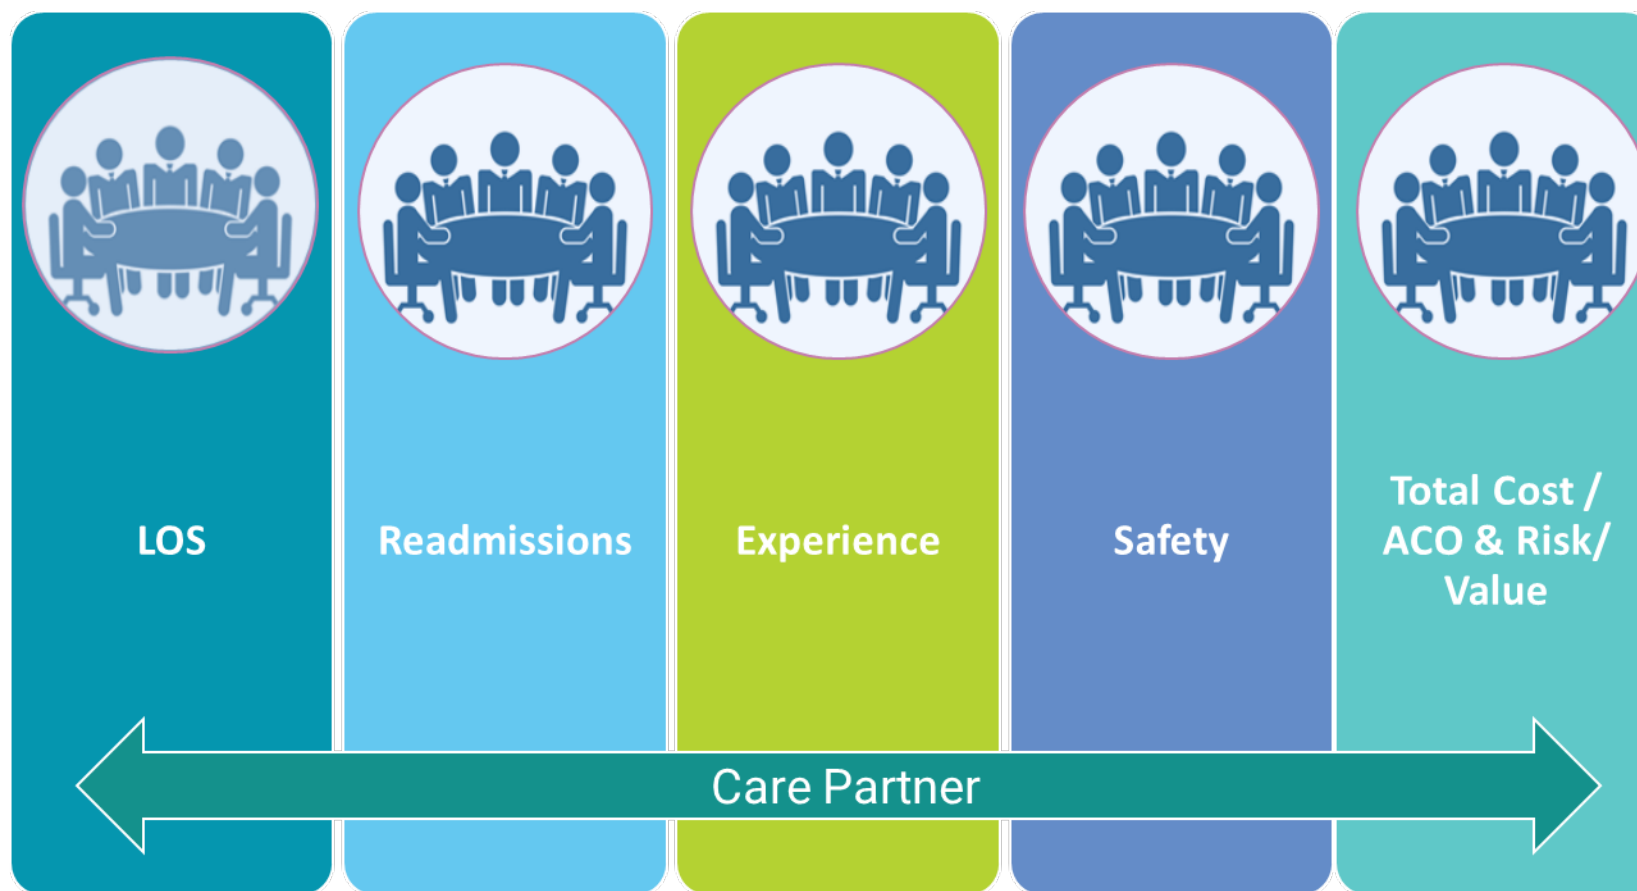 LOS
Readmissions
Experience
Safety
Total Cost /
ACO & Risk/
Value
Care Partner